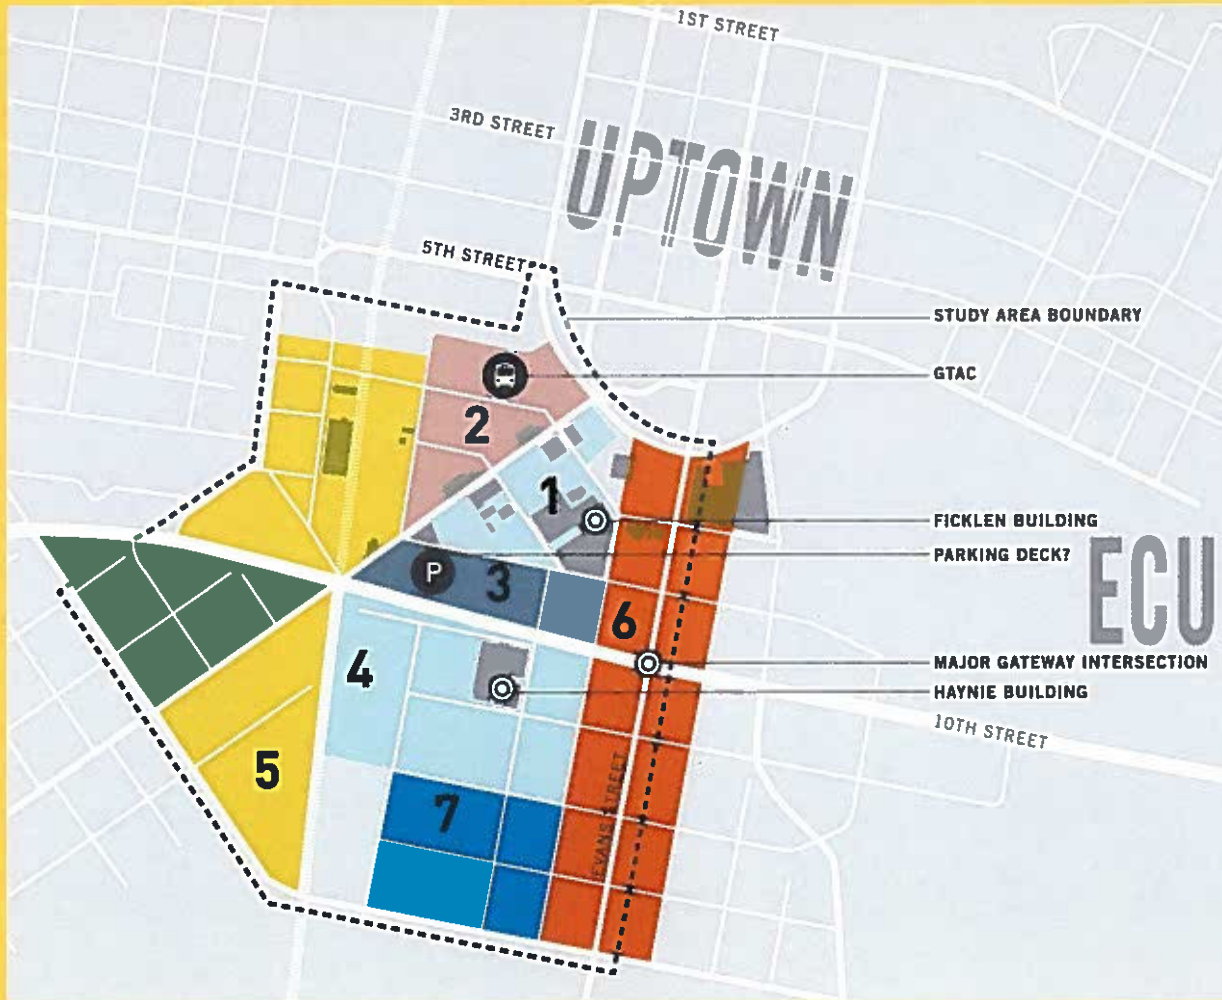 1ST STREET
3RD STREET
UPTOWN
5TH STREET
STUDY AREA BOUNDARY
GTAC
2
1
FICKLEN BUILDING
PARKING DECK?
ECU
P
3
6
MAJOR GATEWAY INTERSECTION
4
HAYNIE BUILDING
10TH STREET
5
7
EVANS STREET